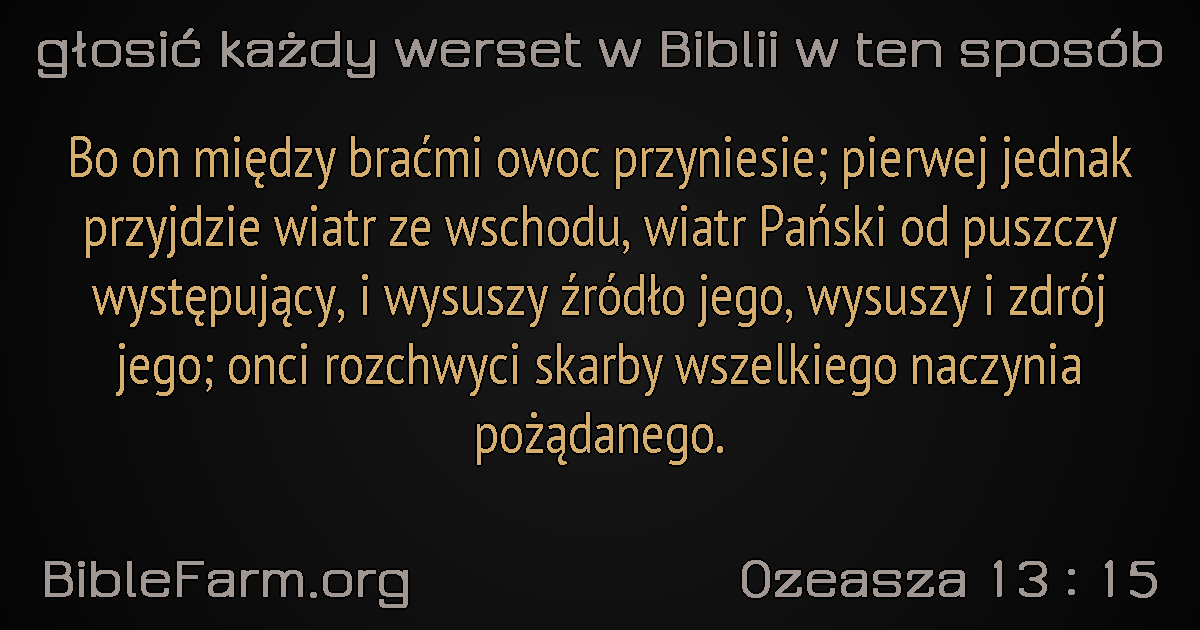 głosić każdy werset w Biblii w ten sposób
Bo on między braćmi owoc przyniesie; pierwej jednak
przyjdzie wiatr ze wschodu, wiatr Pański od puszczy
występujący, i wysuszy źródło jego, wysuszy i zdrój
jego; onci rozchwyci skarby wszelkiego naczynia
pożądanego.
BibleFarm.org
Ozeasza 13 : 15